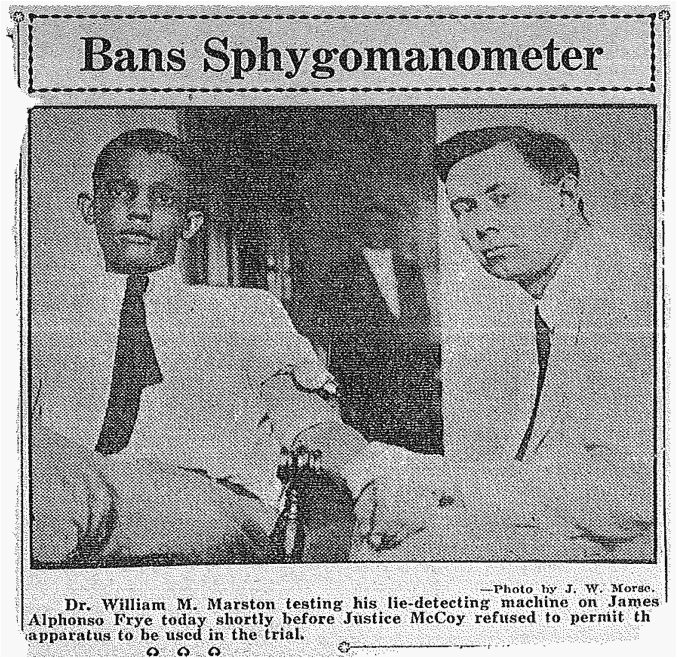 Bans Sphygomanometer
—Photo by J. W. Morse.
Dr. William M. Marston testing his lie-detecting machine on James
Alphonso Frye today shortly before Justice McCoy refused to permit th
apparatus to be used in the trial.